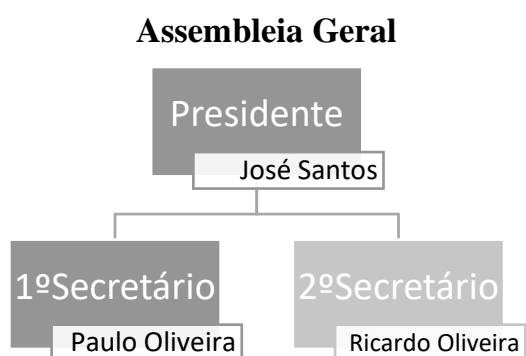 Assembleia Geral
Presidente
José Santos
1ºSecretário
Paulo Oliveira
2ºSecretário
Ricardo Oliveira